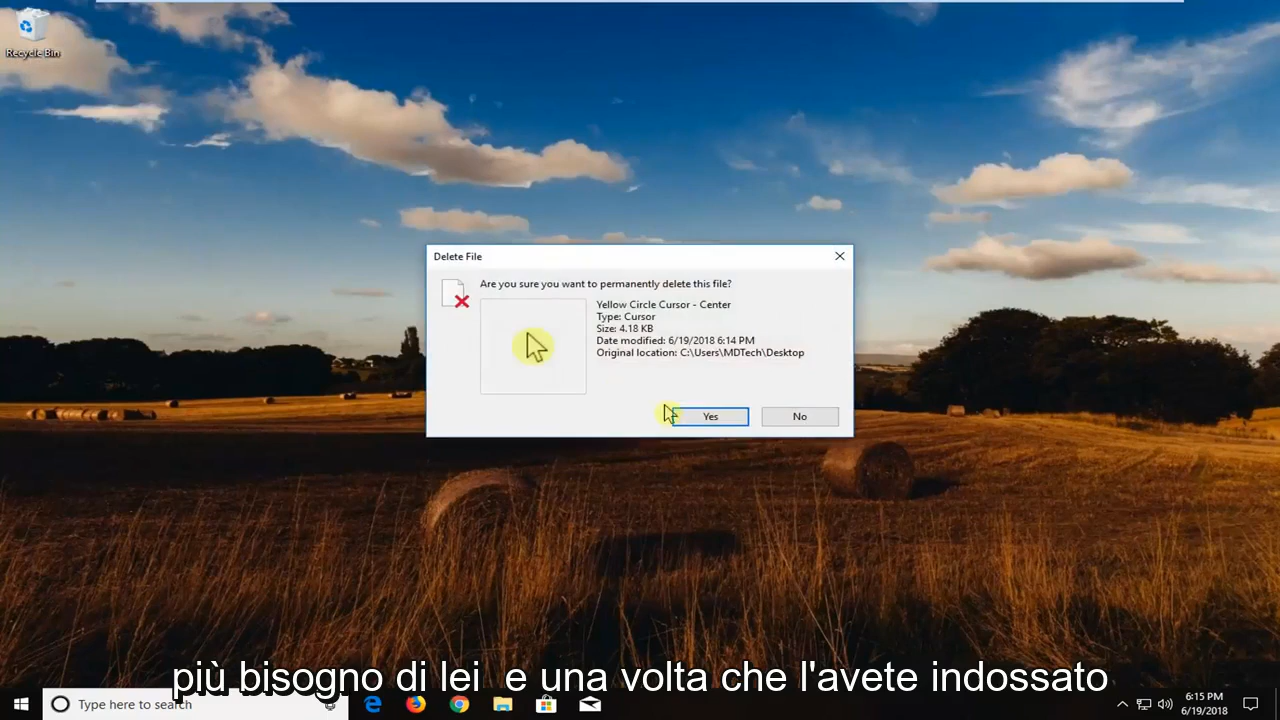 Recycle Bin
Delete File
Are you sure you want to permanently delete this file?
Yellow Circle Cursor - Center
Type: Cursor
Size: 4.18 KB
Date modified: 6/19/2018 6:14 PM
Original location: C:\Users\MDTech\Desktop
Yes
No
più bisogno di lei e una volta che l'avete indossato
Type here to search
6:15 PM
6/19/2018